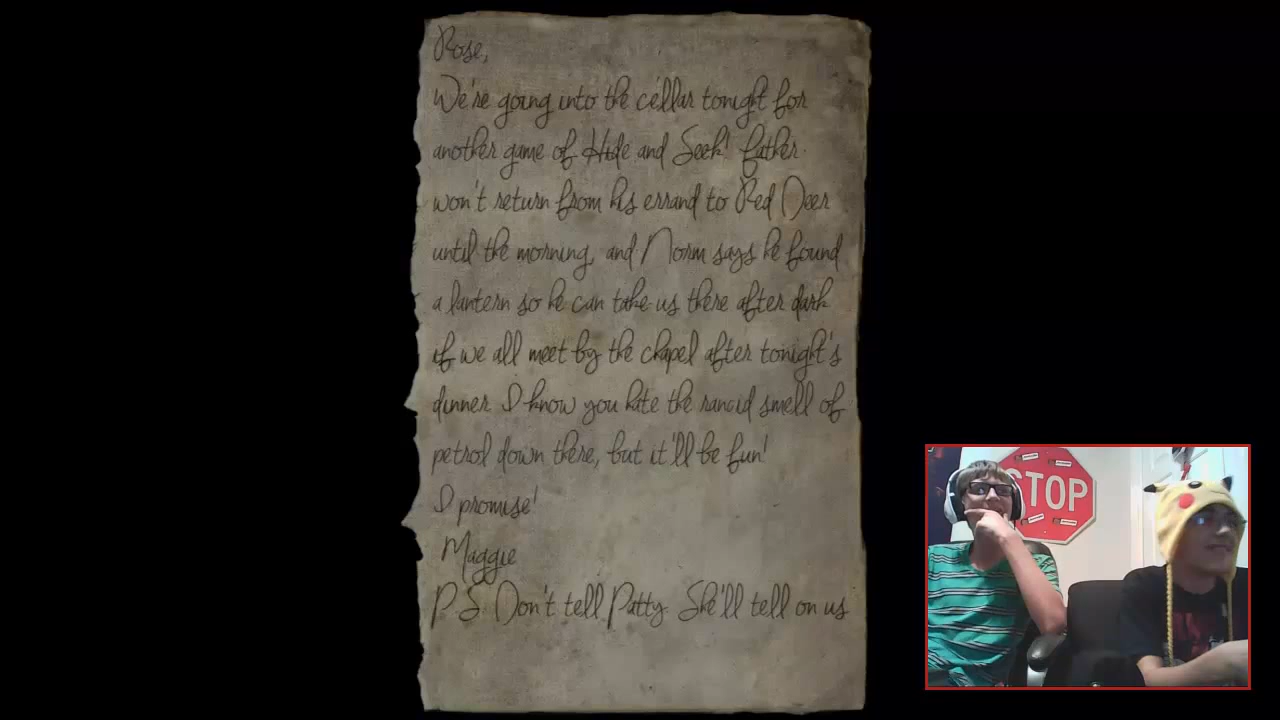 Rose,
We're going into the cellar tonight for
another game of Hide and Seek! Father
won't return from his errand to Red Deer
until the morning, and Norm says he found
a lantern so he can take us there after dark
if we all meet by the chapel after tonight's
dinner. I know you hate the rancid smell of
petrol down there, but it'll be fun!
I promise!
Maggie
P.S. Don't tell Patty. She'll tell on us
STOP